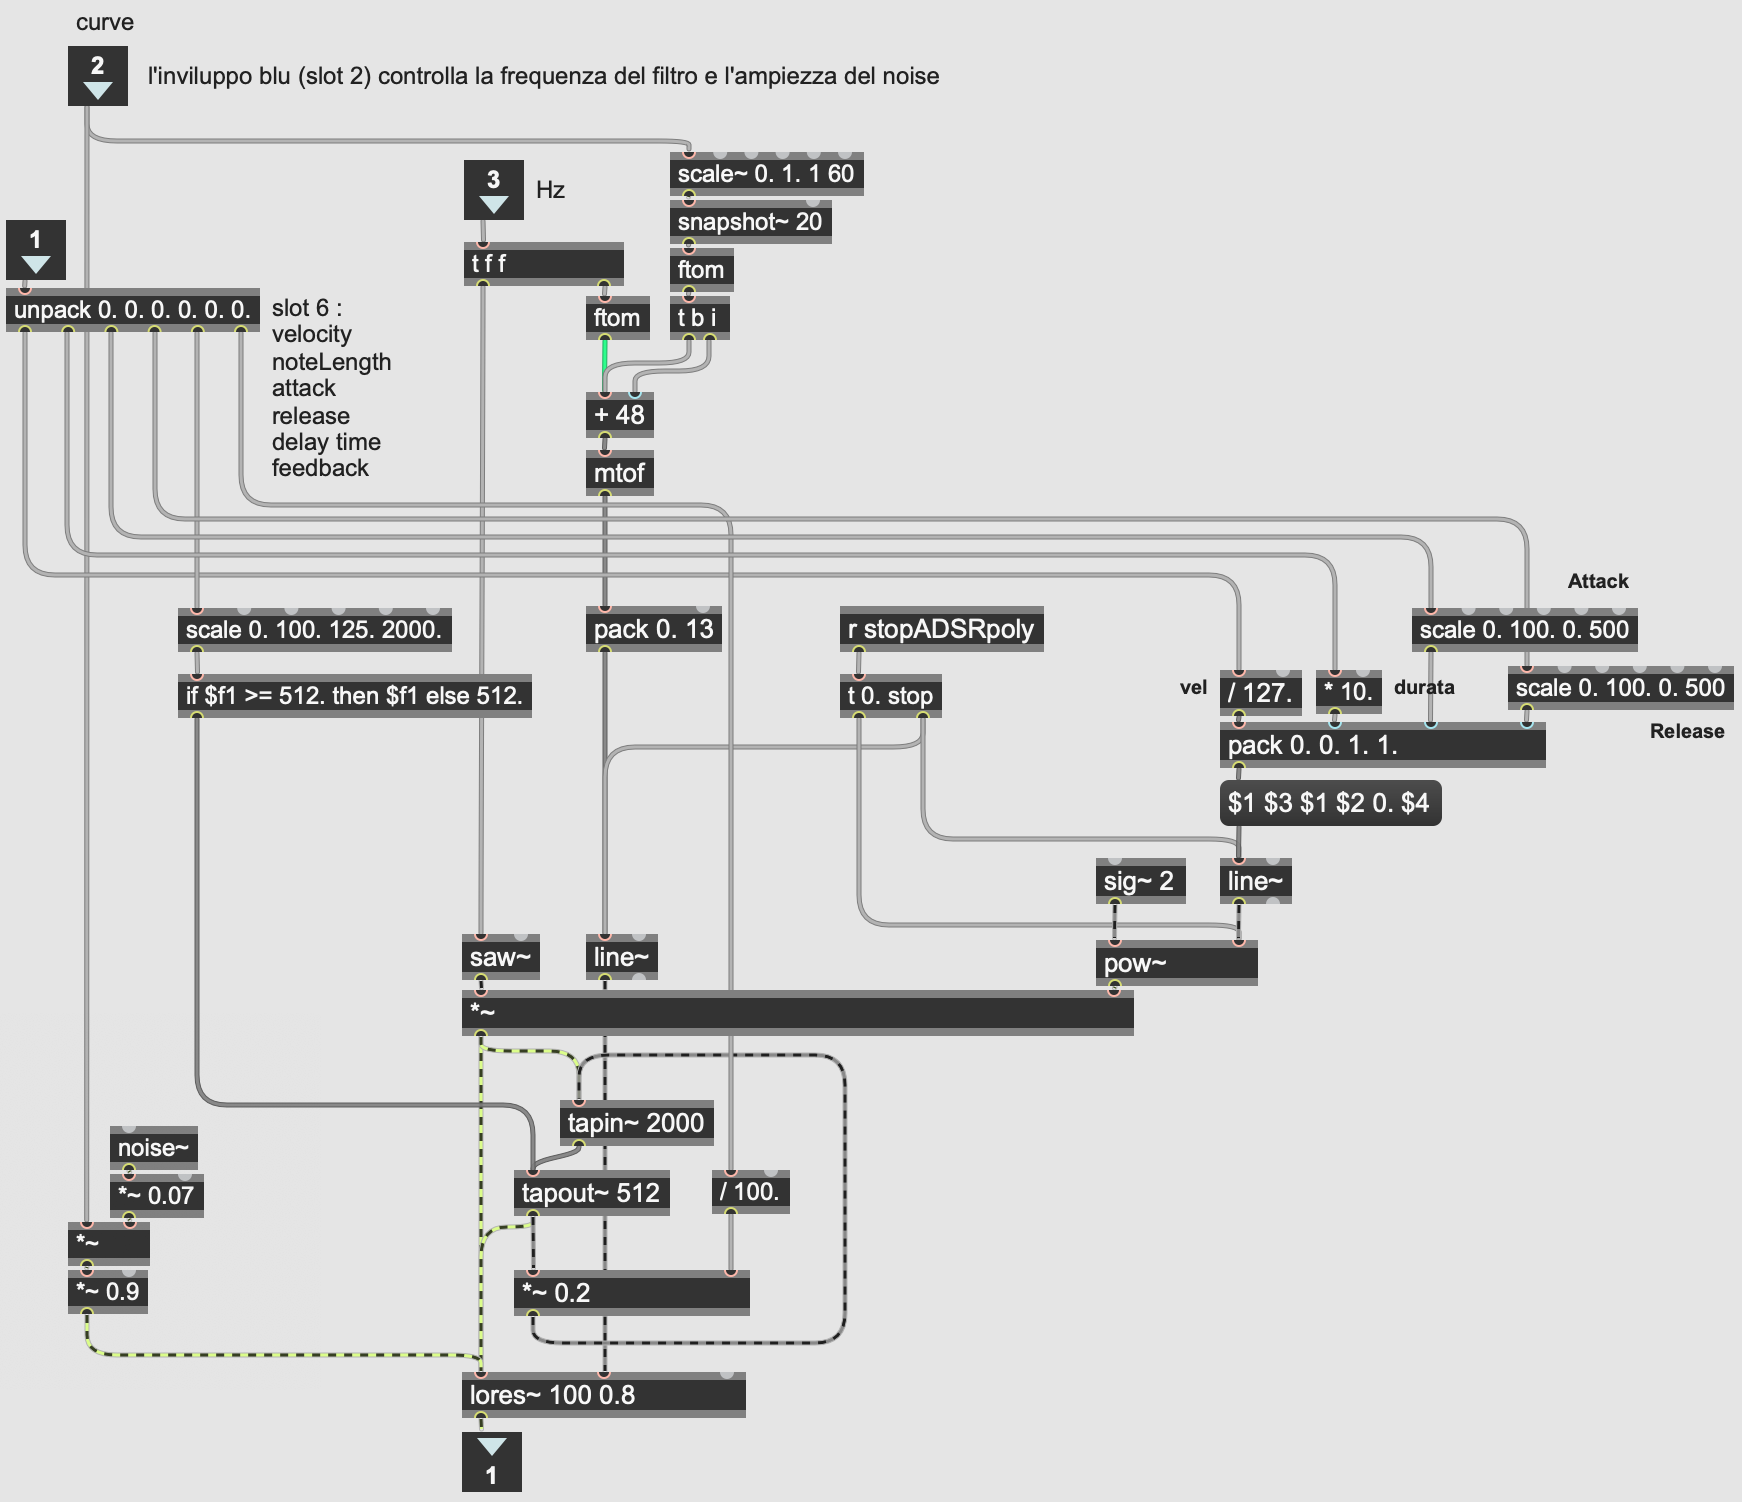 curve
2
l'inviluppo blu (slot 2) controlla la frequenza del filtro e l'ampiezza del noise
scale~ 0. 1. 1 60
3
Hz
snapshot~ 20
1
t f f
ftom
unpack 0. 0. 0. 0. 0. 0.
slot 6 :
velocity
noteLength
attack
release
delay time
feedback
ftom
t b i
+ 48
mtof
Attack
scale 0. 100. 125. 2000.
pack 0. 13
r stopADSRpoly
scale 0. 100. 0. 500
if $f1 >= 512. then $f1 else 512.
t 0. stop
vel
/ 127.
* 10.
durata
scale 0. 100. 0. 500
Release
pack 0. 0. 1. 1.
$1 $3 $1 $2 0. $4
sig~ 2
line~
saw~
line~
pow~
*~
tapin~ 2000
noise~
*~ 0.07
tapout~ 512
/ 100.
*~
*~ 0.9
*~ 0.2
lores~ 100 0.8
1